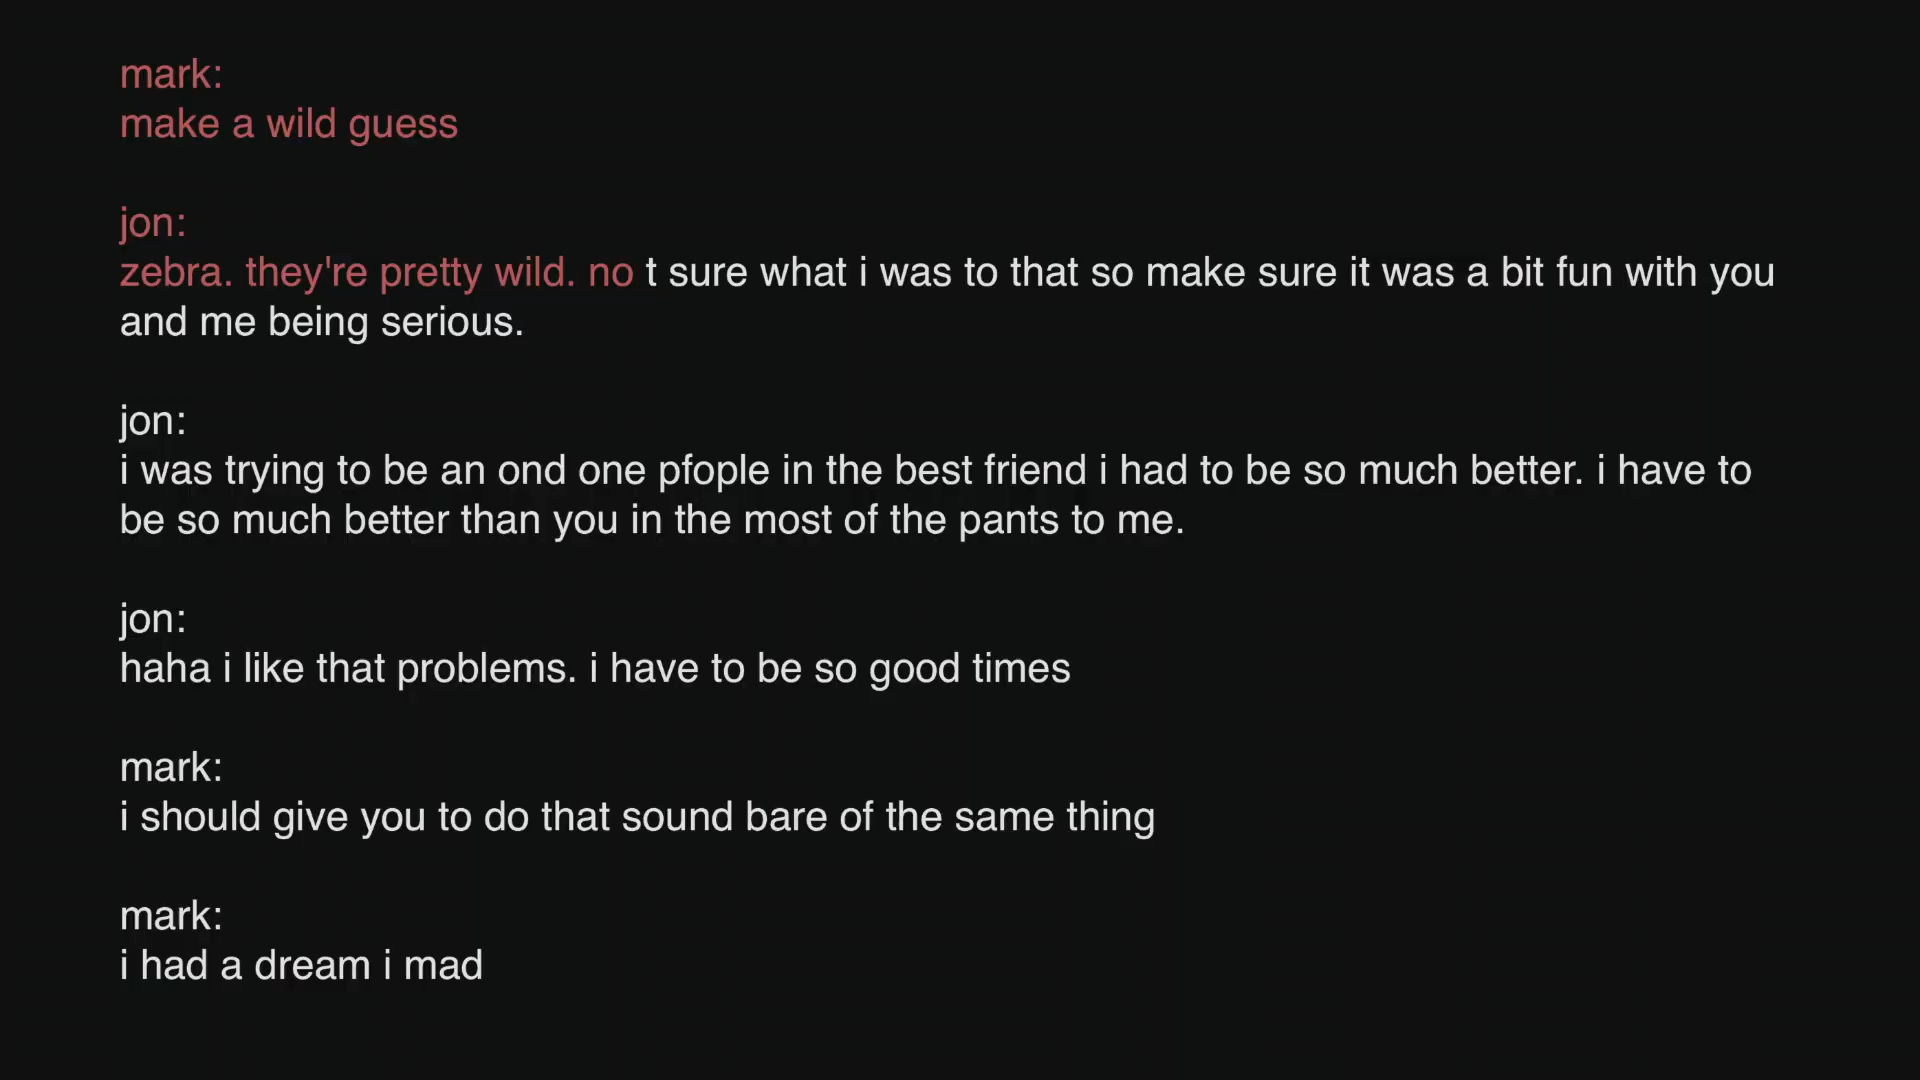 mark:
make a wild guess
jon:
zebra. they're pretty wild. no t sure what i was to that so make sure it was a bit fun with you
and me being serious.
jon:
i was trying to be an ond one pfople in the best friend i had to be so much better. i have to
be so much better than you in the most of the pants to me.
jon:
haha i like that problems. i have to be so good times
mark:
i should give you to do that sound bare of the same thing
mark:
i had a dream i mad